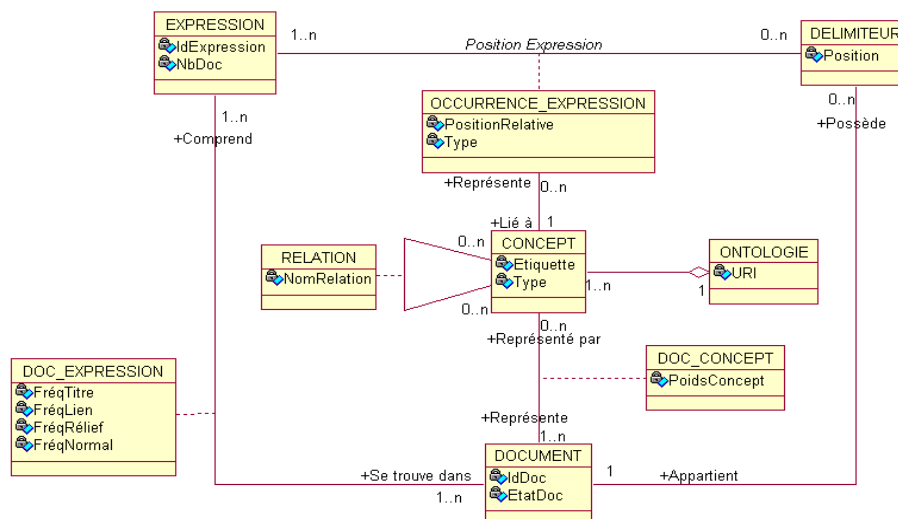 EXPRESSION
IdExpression
NbDoc
1..n
Position Expression
0..n
DELIMITEUR
Position
0..n
+Possède
1..n
+Comprend
OCCURRENCE_EXPRESSION
PositionRelative
Type
+Représente
0..n
+Lié à
1
RELATION
NomRelation
0..n
0..n
CONCEPT
Etiquette
Type
1..n
1
ONTOLOGIE
URI
0..n
+Représenté par
DOC_CONCEPT
PoidsConcept
DOC_EXPRESSION
FréqTitre
FréqLien
FréqRélief
FréqNormal
+Représente
1..n
DOCUMENT
IdDoc
EtatDoc
+Se trouve dans
1..n
1
+Appartient